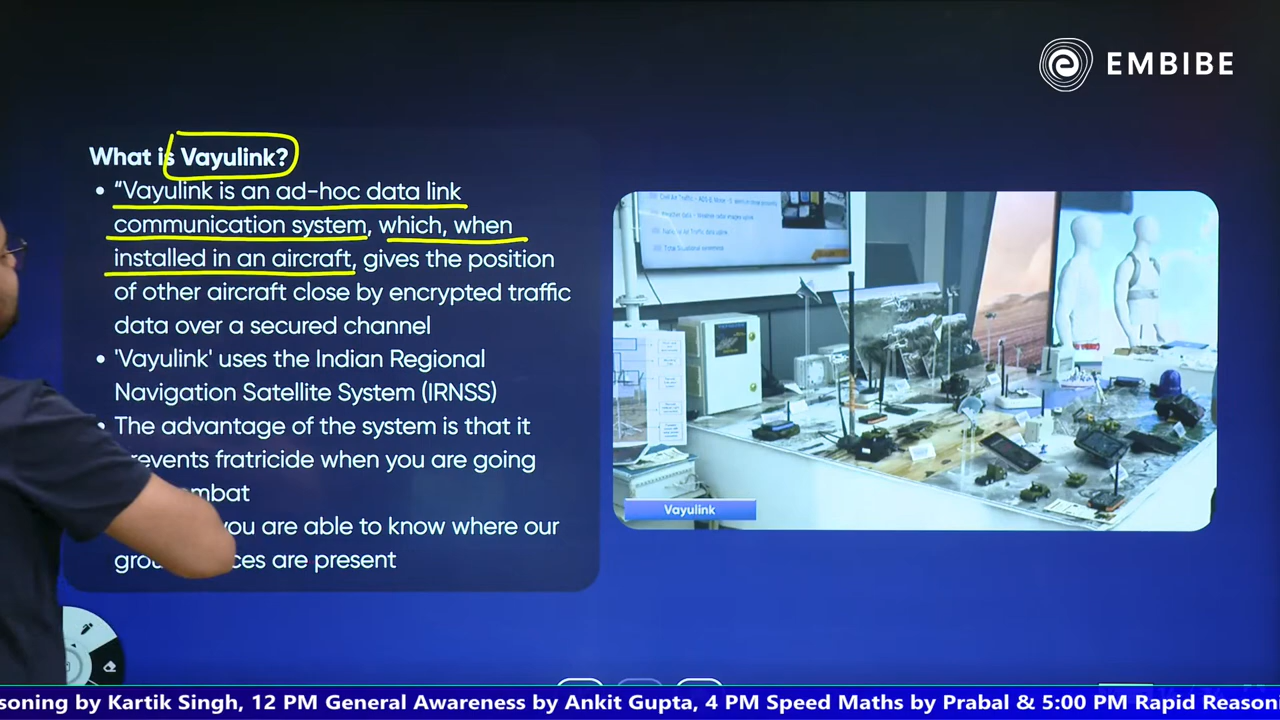 EMBIBE
What is Vayulink?
• “Vayulink is an ad-hoc data link
communication system, which, when
installed in an aircraft, gives the position
of other aircraft close by encrypted traffic
data over a secured channel
• 'Vayulink' uses the Indian Regional
Navigation Satellite System (IRNSS)
• The advantage of the system is that it
fratricide when you are going
you are able to know where our
are present
Vayulink
by Kartik Singh, 12 PM General Awareness by Ankit Gupta, 4 PM Speed Maths by Prabal & 5:00 PM Rapid